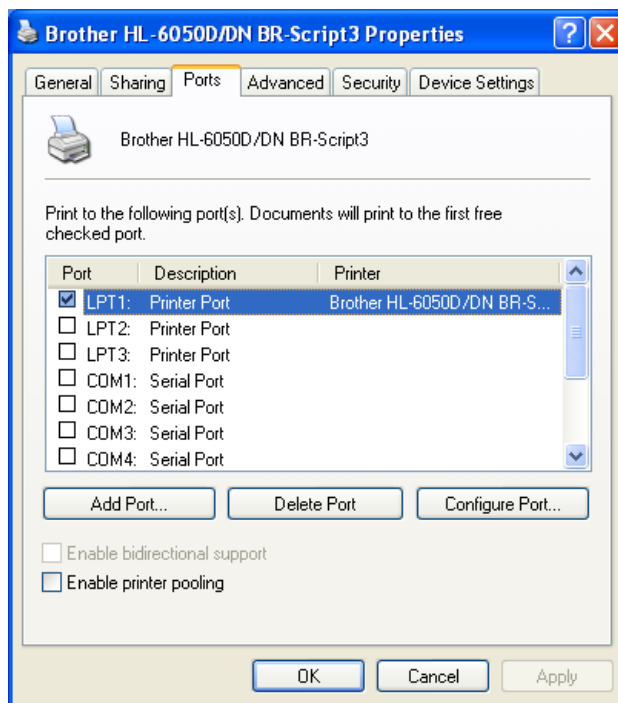 Brother HL-6050D/DN BR-Script3 Properties
General Sharing Ports Advanced Security Device Settings
Brother HL-6050D/DN BR-Script3
Print to the following port(s). Documents will print to the first free
checked port.
Port Description Printer
LPT1: Printer Port Brother HL-6050D/DN BR-S...
LPT2: Printer Port
LPT3: Printer Port
COM1: Serial Port
COM2: Serial Port
COM3: Serial Port
COM4: Serial Port
Add Port... Delete Port Configure Port...
Enable bidirectional support
Enable printer pooling
OK Cancel Apply